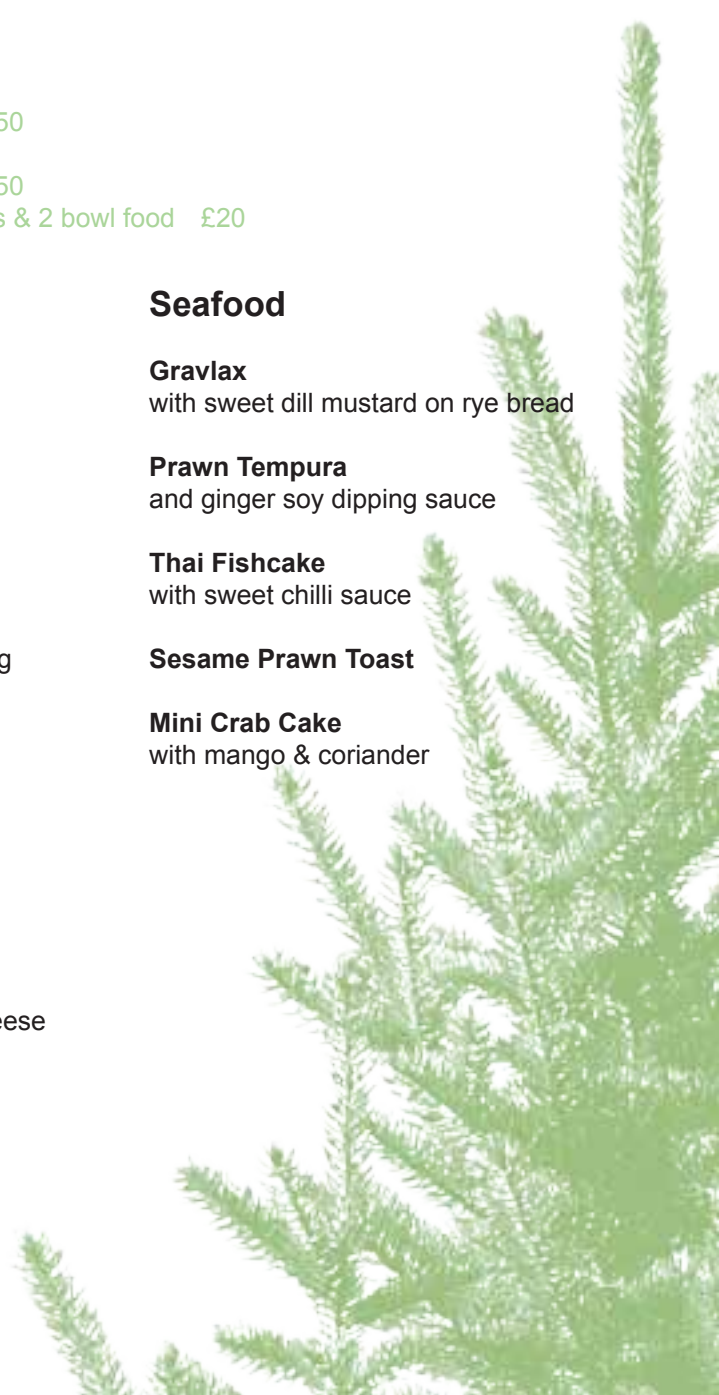 50
50
s & 2 bowl food £20
Seafood
Gravlax
with sweet dill mustard on rye bread
Prawn Tempura
and ginger soy dipping sauce
Thai Fishcake
with sweet chilli sauce
g
Sesame Prawn Toast
Mini Crab Cake
with mango & coriander
eese